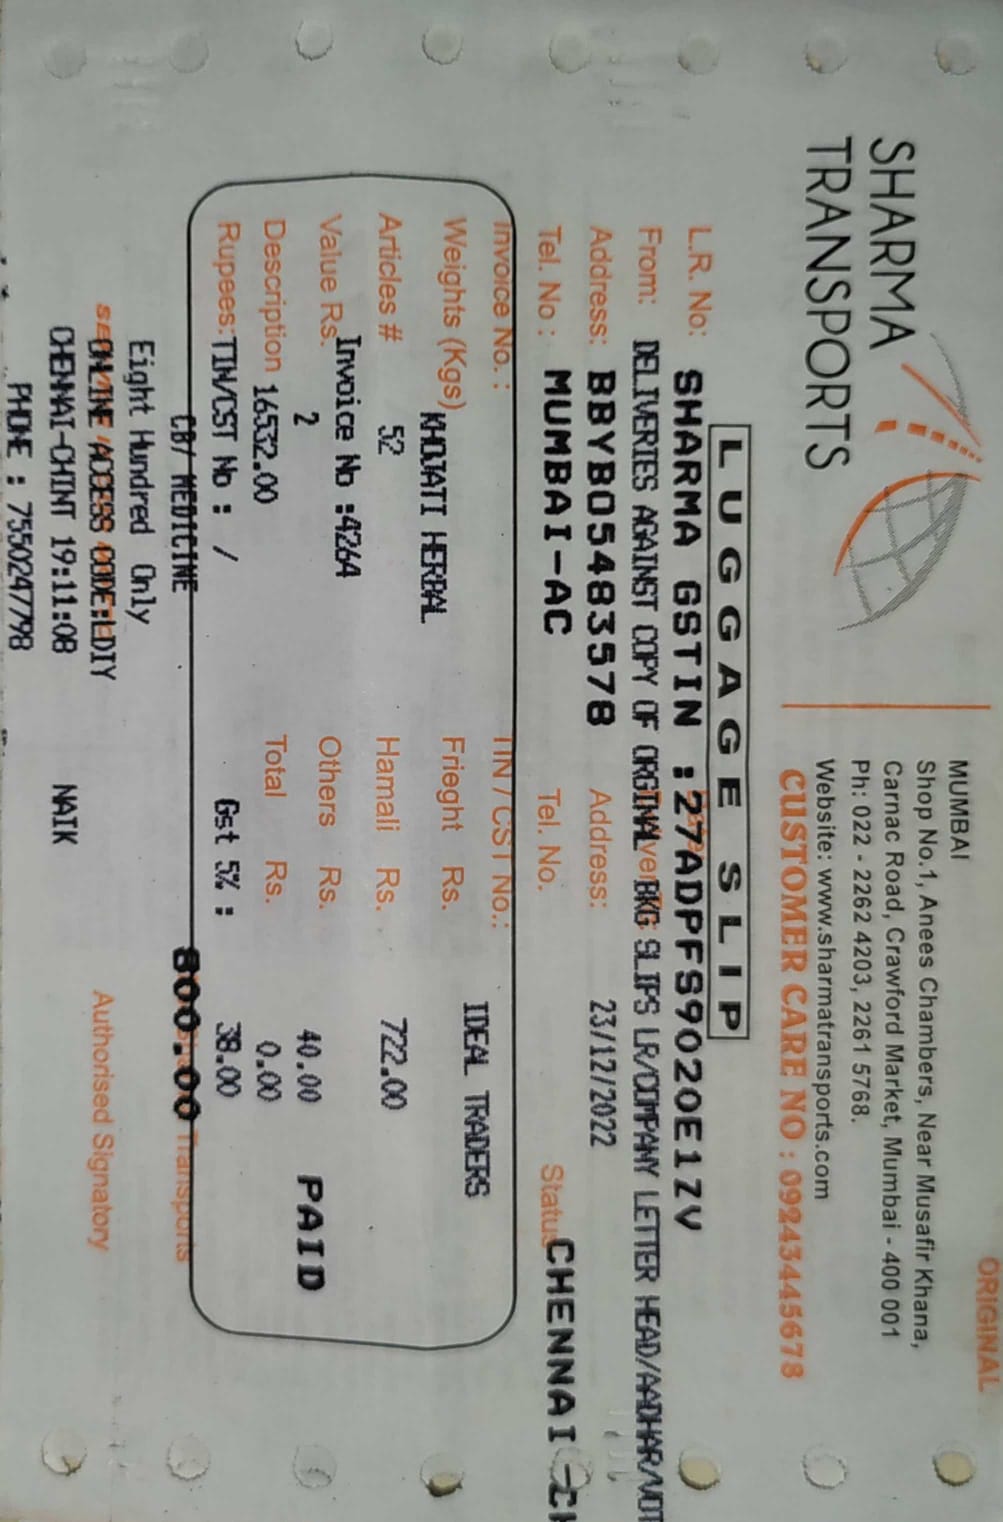 ORIGINAL
SHARMA
TRANSPORTS
MUMBAI
Shop No.1, Anees Chambers, Near Musafir Khana,
Carnac Road, Crawford Market, Mumbai - 400 001
Ph: 022 - 2262 4203, 2261 5768.
Website: www.sharmatransports.com
CUSTOMER CARE NO : 09243445678
LUGGAGE SLIP
L.R. No: SHARMA GSTIN :27ADPFS9020E1ZV
From: DELIVERIES AGAINST COPY OF ORGINAL BKG SLIPS LR/COMPANY LETTER HEAD/AADHAR/VOT
Address: BBYBO5483578 Address: 23/12/2022
Tel. No : MUMBAI-AC Tel. No. Status CHENNAI-CH
Invoice No. : TIN / CST No.:
IDEAL TRADERS
Weights (Kgs) KHOJATI HERBAL Frieght Rs.
Articles # 52 Hamali Rs. 722.00
Invoice No :4264
Value Rs. 2 Others Rs. 40.00 PAID
Description 16532.00 Total Rs. 0.00
Rupees: TIN/CST No : / Gst 5% : 38.00
CB/ MEDICINE 800.00 Transports
Eight Hundred Only
ONLINE ACCESS CODE:LDIY Authorised Signatory
CHENNAI-CHINT 19:11:08 NAIK
PHONE : 7550247798